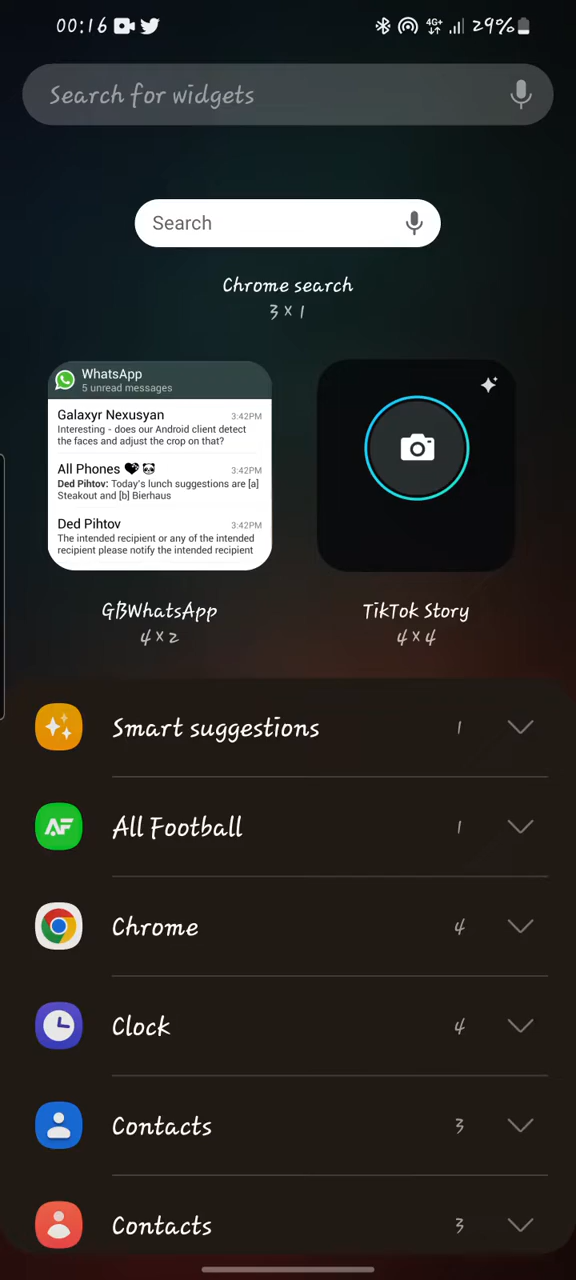 00:16 4G+ 29%
Search for widgets
Search
Chrome search
3 × 1
WhatsApp
5 unread messages
Galaxyr Nexusyan 3:42PM
Interesting - does our Android client detect
the faces and adjust the crop on that?
All Phones 🖤 🐼 3:42PM
Ded Pihtov: Today's lunch suggestions are [a]
Steakout and [b] Bierhaus
Ded Pihtov 3:42PM
The intended recipient or any of the intended
recipient please notify the intended recipient
GBWhatsApp
4 × 2
TikTok Story
4 × 4
Smart suggestions 1
AF All Football 1
Chrome 4
Clock 4
Contacts 3
Contacts 3